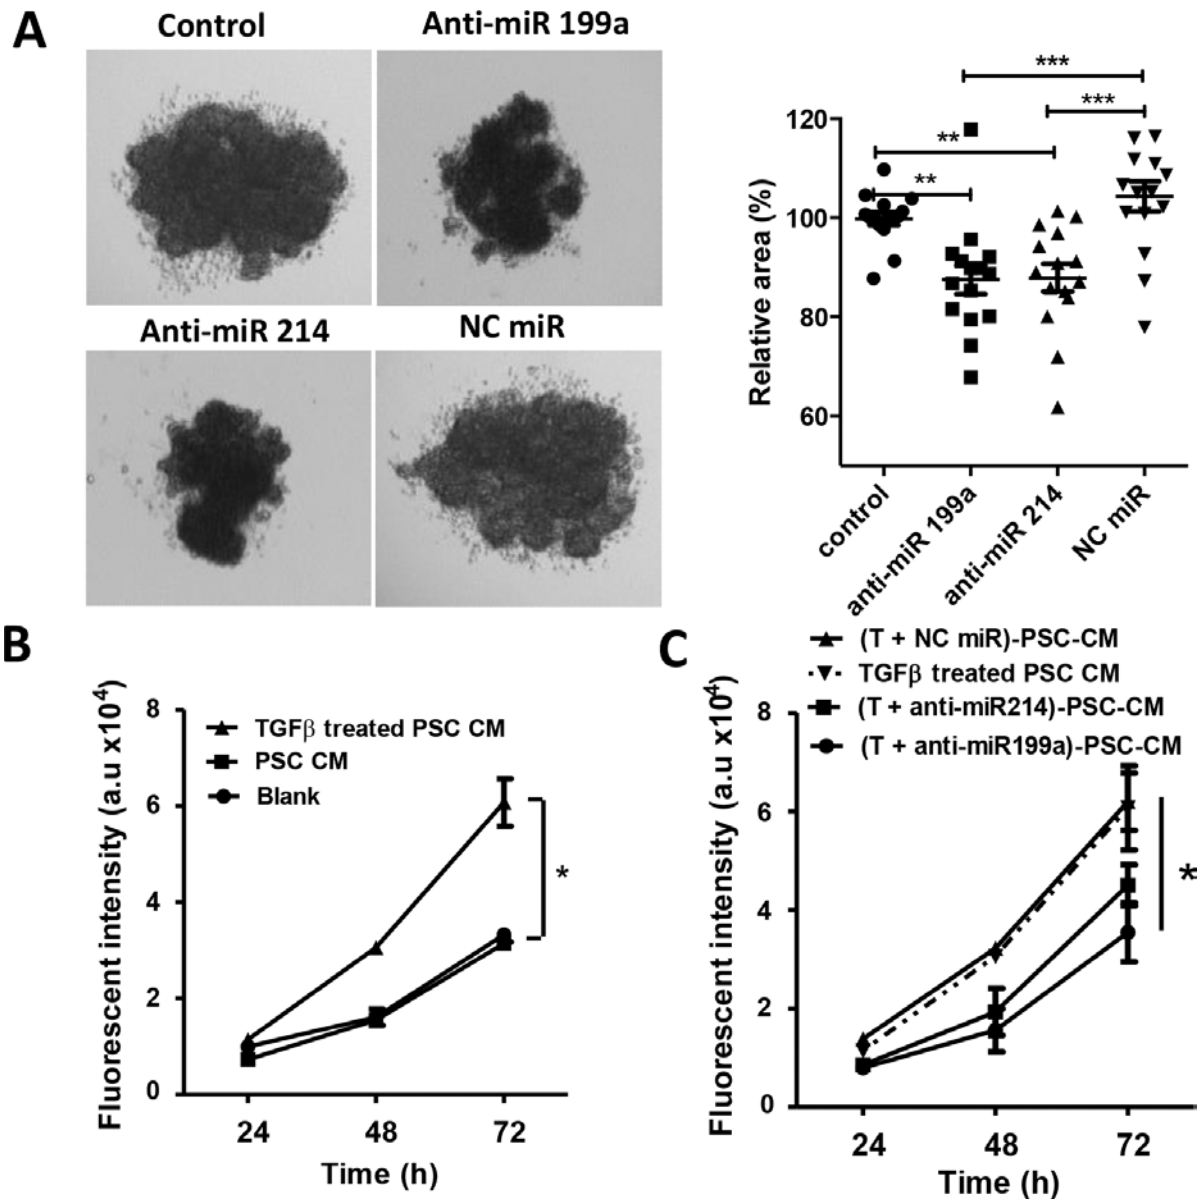 A
Control
Anti-miR 199a
Anti-miR 214
NC miR
***
***
**
**
Relative area (%)
120
100
80
60
control
anti-miR 199a
anti-miR 214
NC miR
B
Fluorescent intensity (a.u x10⁴)
8
6
4
2
0
TGFβ treated PSC CM
PSC CM
Blank
*
24 48 72
Time (h)
C
(T + NC miR)-PSC-CM
TGFβ treated PSC CM
(T + anti-miR214)-PSC-CM
(T + anti-miR199a)-PSC-CM
Fluorescent intensity (a.u x10⁴)
8
6
4
2
0
*
24 48 72
Time (h)